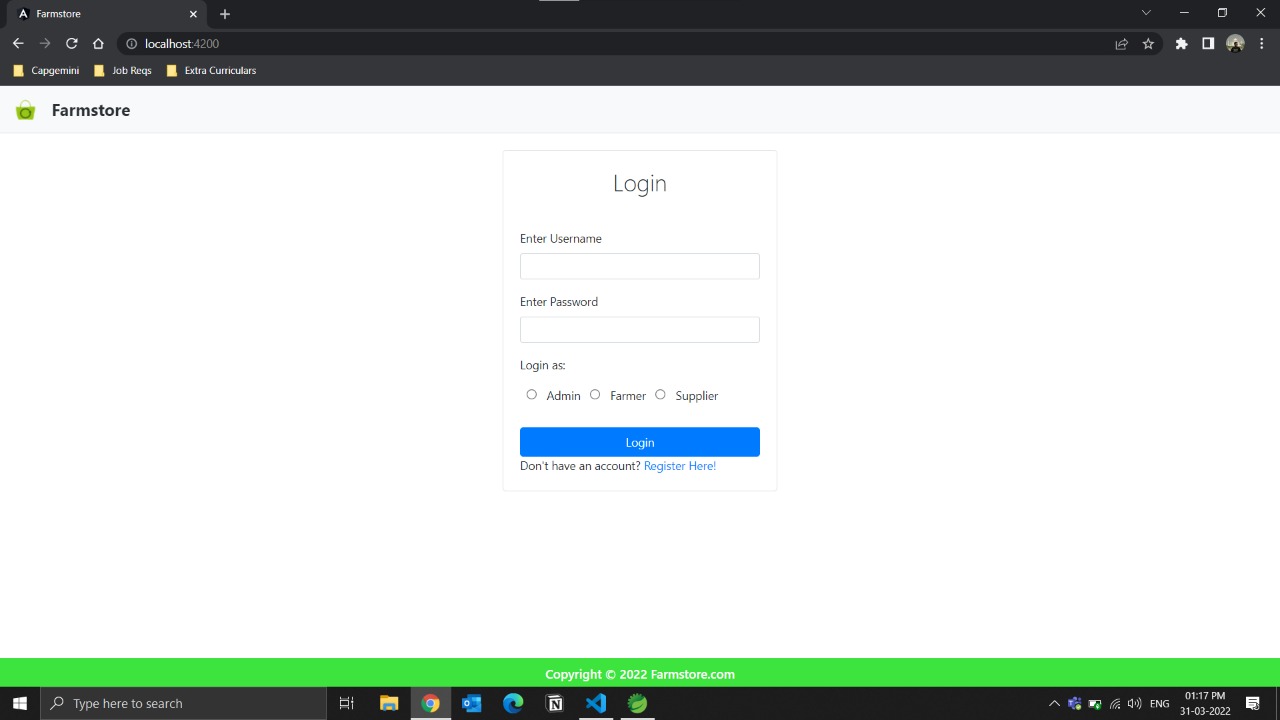 Farmstore
localhost:4200
Capgemini Job Reqs Extra Curriculars
Farmstore
Login
Enter Username
Enter Password
Login as:
Admin Farmer Supplier
Login
Don't have an account? Register Here!
Copyright © 2022 Farmstore.com
Type here to search
ENG
01:17 PM
31-03-2022